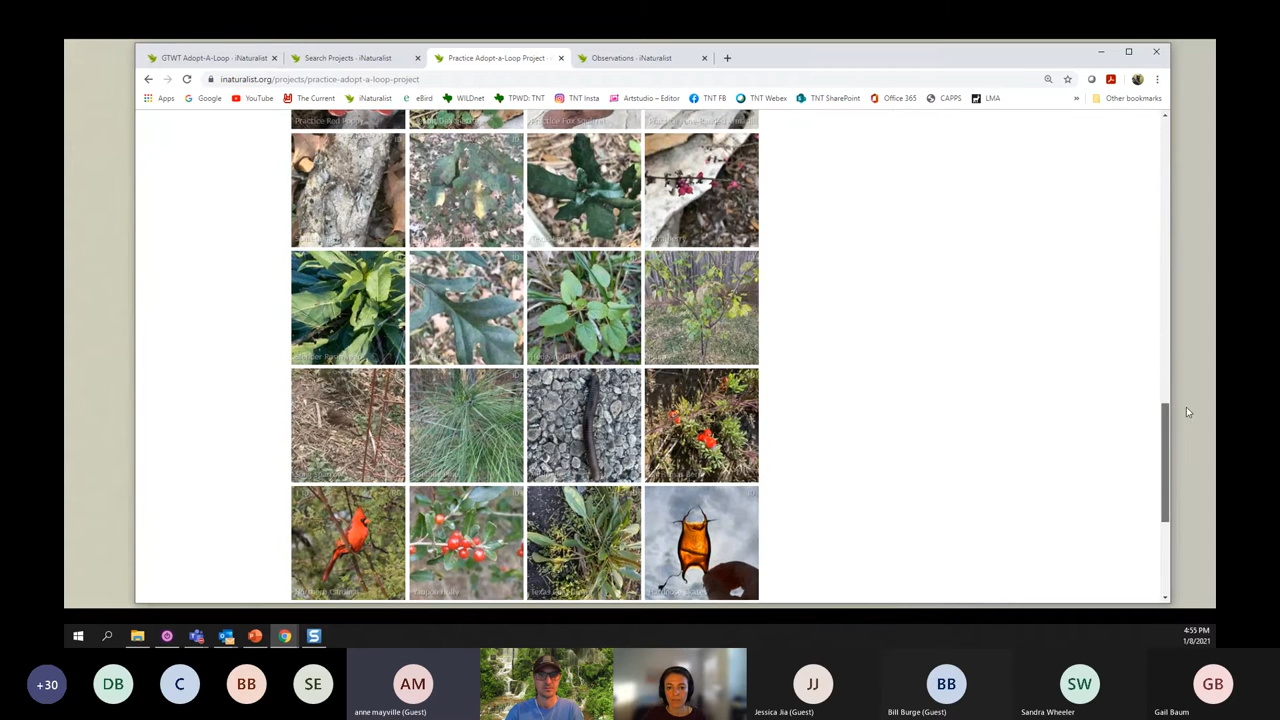 GTWT Adopt-A-Loop · iNaturalist
Search Projects · iNaturalist
Practice Adopt-a-Loop Project
Observations · iNaturalist
inaturalist.org/projects/practice-adopt-a-loop-project
Apps Google YouTube The Current iNaturalist eBird WILDnet TPWD: TNT TNT Insta Artstudio – Editor TNT FB TNT Webex TNT SharePoint Office 365 CAPPS LMA » Other bookmarks
4:55 PM
1/8/2021
+30 DB C BB SE AM JJ BB SW GB
anne mayville (Guest) Jessica Jia (Guest) Bill Burge (Guest) Sandra Wheeler Gail Baum